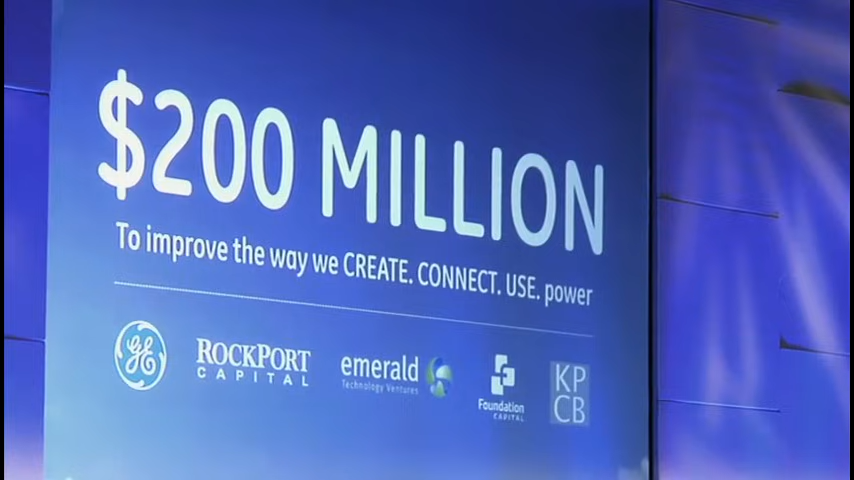 $200 MILLION
To improve the way we CREATE. CONNECT. USE. power
GE
ROCKPORT
CAPITAL
emerald
Technology Ventures
Foundation
CAPITAL
KP
CB